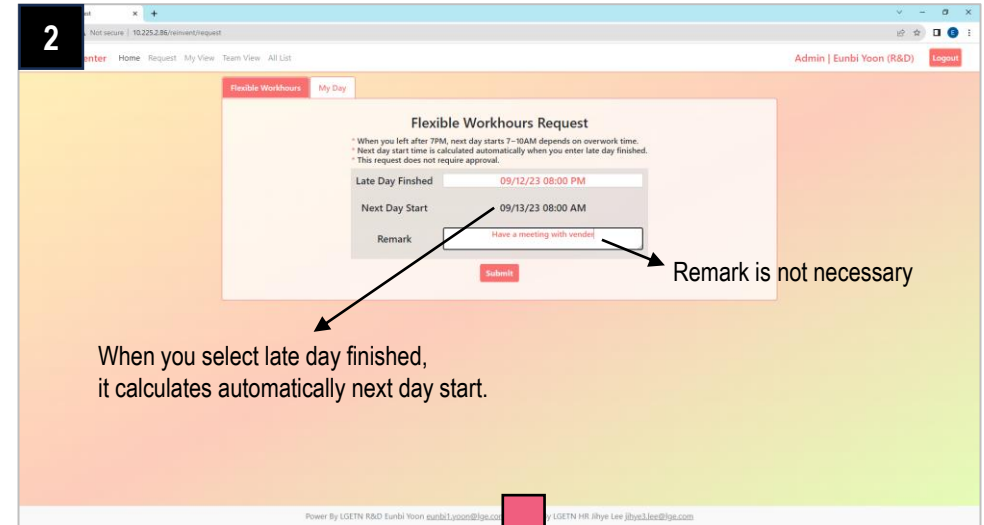 2
Not secure | 10.225.2.86/reinvent/request
enter Home Request My View Team View All List
Admin | Eunbi Yoon (R&D) Logout
Flexible Workhours My Day
Flexible Workhours Request
* When you left after 7PM, next day starts 7~10AM depends on overwork time.
* Next day start time is calculated automatically when you enter late day finished.
* This request does not require approval.
Late Day Finshed 09/12/23 08:00 PM
Next Day Start 09/13/23 08:00 AM
Remark Have a meeting with vender
Submit
Remark is not necessary
When you select late day finished,
it calculates automatically next day start.
Power By LGETN R&D Eunbi Yoon eunbi1.yoon@lge.com y LGETN HR Jihye Lee jihye3.lee@lge.com